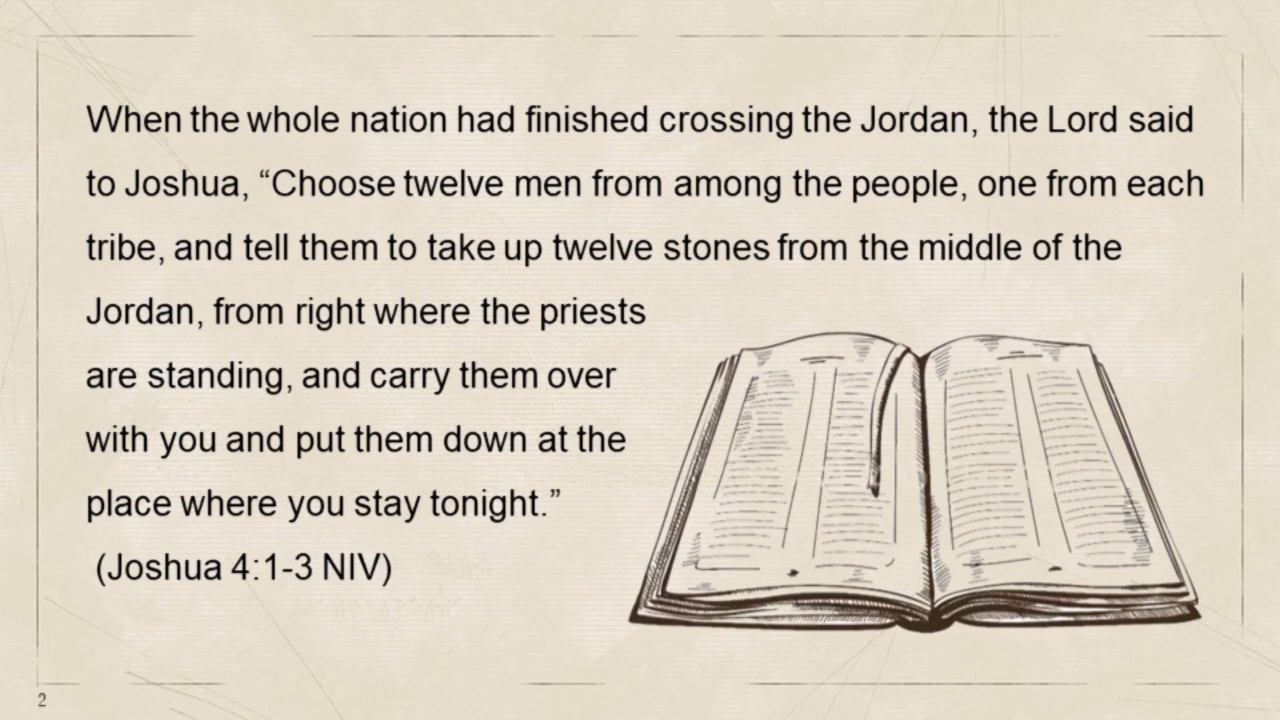 When the whole nation had finished crossing the Jordan, the Lord said
to Joshua, “Choose twelve men from among the people, one from each
tribe, and tell them to take up twelve stones from the middle of the
Jordan, from right where the priests
are standing, and carry them over
with you and put them down at the
place where you stay tonight.”
(Joshua 4:1-3 NIV)
2